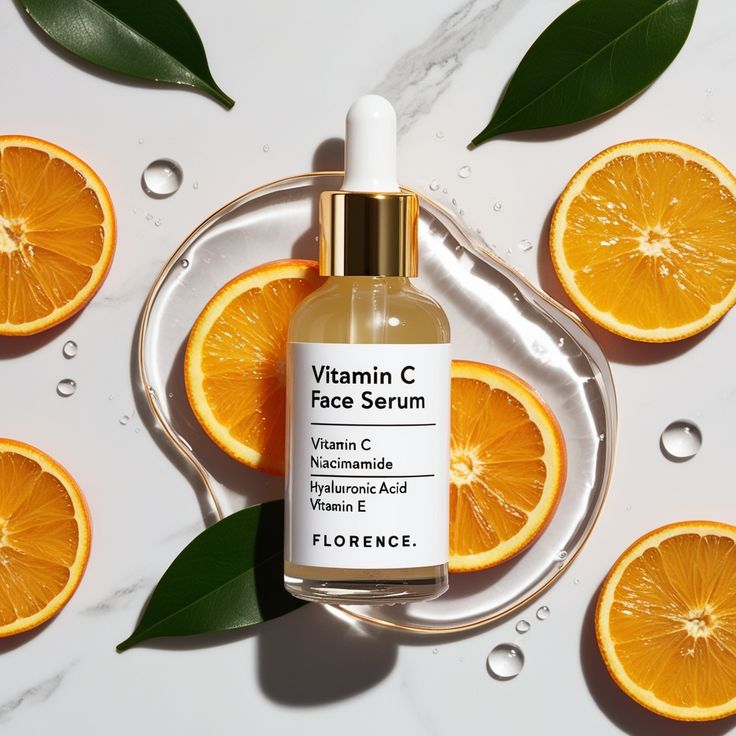 Vitamin C
Face Serum
Vitamin C
Niacimamide
Hyaluronic Acid
Vitamin E
FLORENCE.